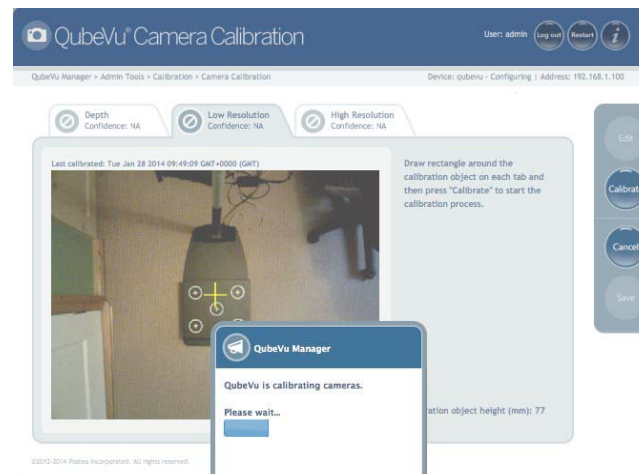 QubeVu® Camera Calibration
User: admin
Log out
Restart
i
QubeVu Manager > Admin Tools > Calibration > Camera Calibration
Device: qubevu - Configuring | Address: 192.168.1.100
Depth
Confidence: NA
Low Resolution
Confidence: NA
High Resolution
Confidence: NA
Edit
Last calibrated: Tue Jan 28 2014 09:49:09 GMT+0000 (GMT)
Draw rectangle around the
calibration object on each tab and
then press "Calibrate" to start the
calibration process.
Calibrat
Cancel
Save
QubeVu Manager
QubeVu is calibrating cameras.
Please wait...
ration object height (mm): 77
©2012-2014 Postea Incorporated. All rights reserved.